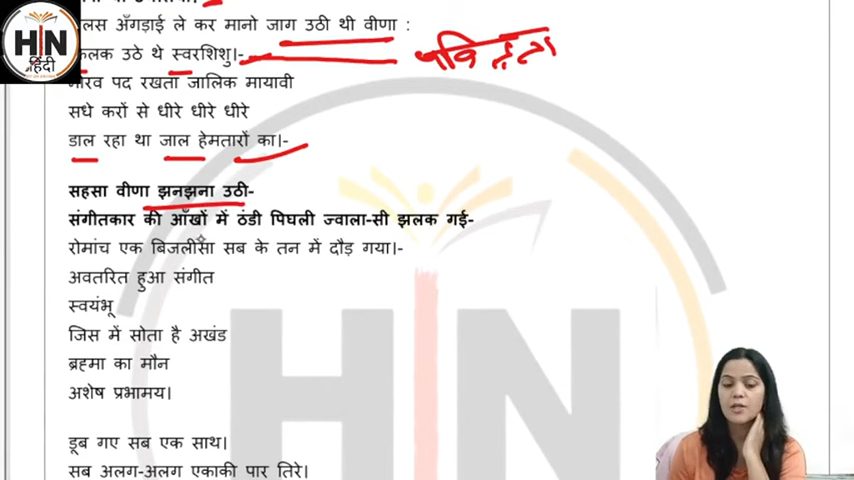 HIN
हिंदी
अलस अँगड़ाई ले कर मानो जाग उठी थी वीणा :
किलक उठे थे स्वरशिशु।-
नीरव पद रखता जालिक मायावी
सधे करों से धीरे धीरे धीरे
डाल रहा था जाल हेमतारों का।-
सहसा वीणा झनझना उठी-
संगीतकार की आँखों में ठंडी पिघली ज्वाला-सी झलक गई-
रोमांच एक बिजलीसा सब के तन में दौड़ गया।-
अवतरित हुआ संगीत
स्वयंभू
जिस में सोता है अखंड
ब्रह्मा का मौन
अशेष प्रभामय।
डूब गए सब एक साथ।
सब अलग-अलग एकाकी पार तिरे।
HIN